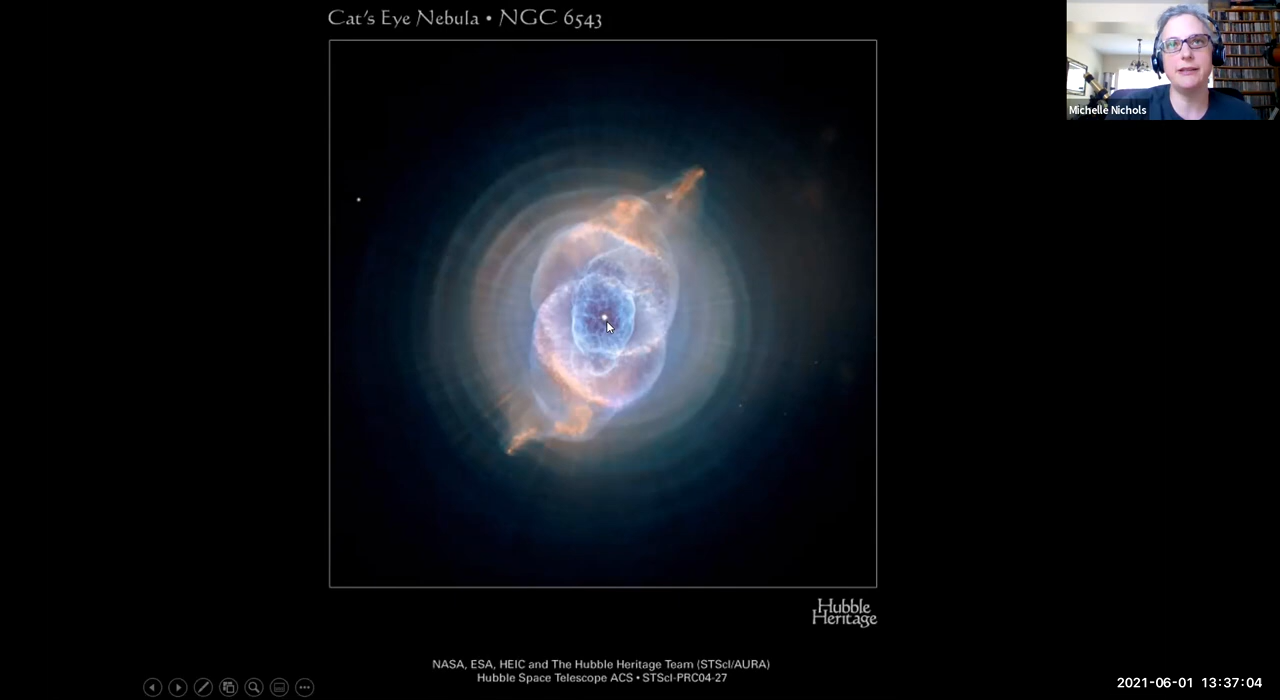 Cat's Eye Nebula • NGC 6543
Michelle Nichols
Hubble
Heritage
NASA, ESA, HEIC and The Hubble Heritage Team (STScI/AURA)
Hubble Space Telescope ACS • STScI-PRC04-27
2021-06-01 13:37:04